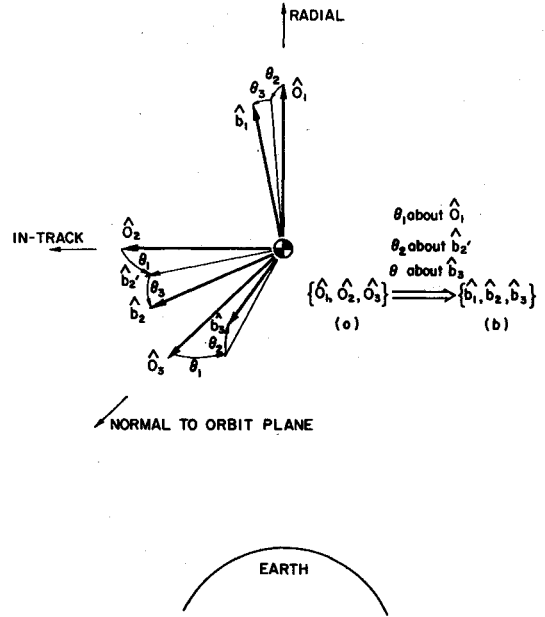 RADIAL
θ₂
θ₃
Ô₁
b̂₁
IN-TRACK
Ô₂
θ₁
b̂₂'
θ₃
b̂₂
b̂₃
θ₂
Ô₃
θ₁
θ₁ about Ô₁
θ₂ about b̂₂'
θ about b̂₃
{Ô₁, Ô₂, Ô₃} ⟹ {b̂₁, b̂₂, b̂₃}
(a) (b)
NORMAL TO ORBIT PLANE
EARTH